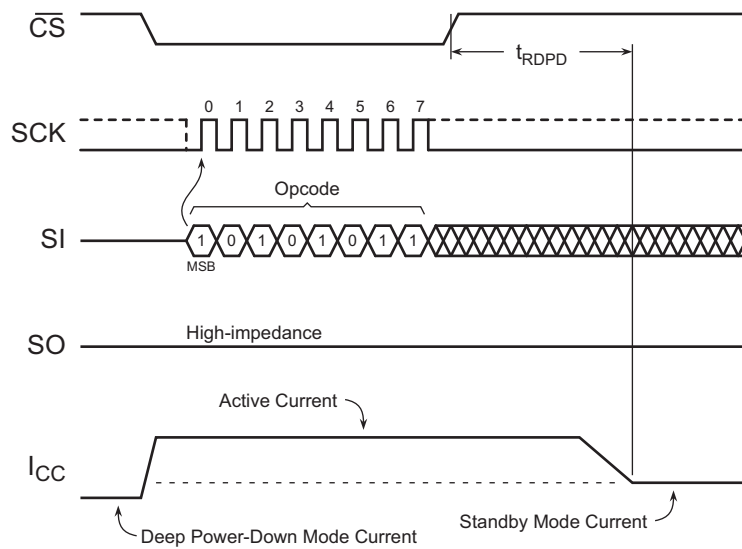 CS
tRDPD
0 1 2 3 4 5 6 7
SCK
Opcode
SI
1 0 1 0 1 0 1 1
MSB
High-impedance
SO
Active Current
ICC
Standby Mode Current
Deep Power-Down Mode Current